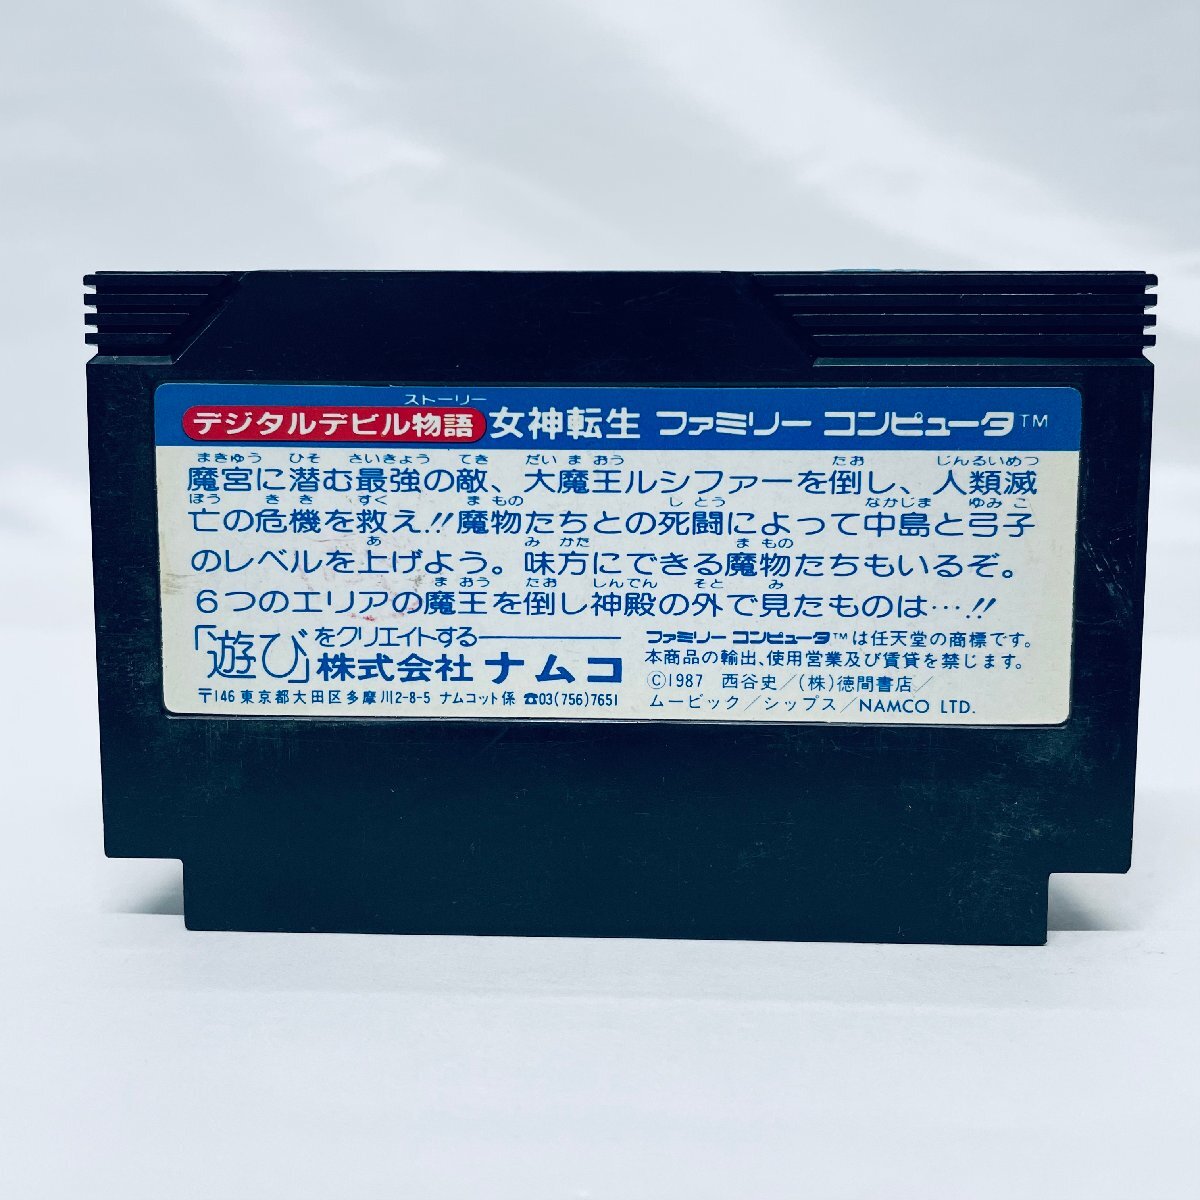 ストーリー
デジタルデビル物語 女神転生 ファミリー コンピュータ™
まきゅう ひそ さいきょう てき だい ま おう たお じんるいめつ
魔宮に潜む最強の敵、大魔王ルシファーを倒し、人類滅
ぼう き き すく ま もの し とう なかじま ゆみ こ
亡の危機を救え!!魔物たちとの死闘によって中島と弓子
あ み かた ま もの
のレベルを上げよう。味方にできる魔物たちもいるぞ。
ま おう たお しんでん そと み
6つのエリアの魔王を倒し神殿の外で見たものは…!!
「遊び」をクリエイトする
株式会社 ナムコ
〒146 東京都大田区多摩川2-8-5 ナムコット係 ☎03(756)7651
ファミリー コンピュータ™は任天堂の商標です。
本商品の輸出、使用営業及び賃貸を禁じます。
©1987 西谷史/(株)徳間書店/
ムービック/シップス/NAMCO LTD.